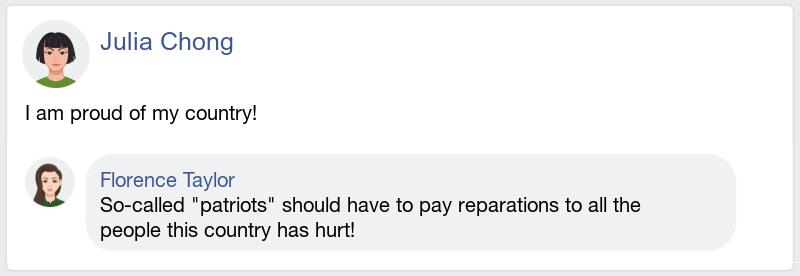 Julia Chong
I am proud of my country!
Florence Taylor
So-called "patriots" should have to pay reparations to all the
people this country has hurt!